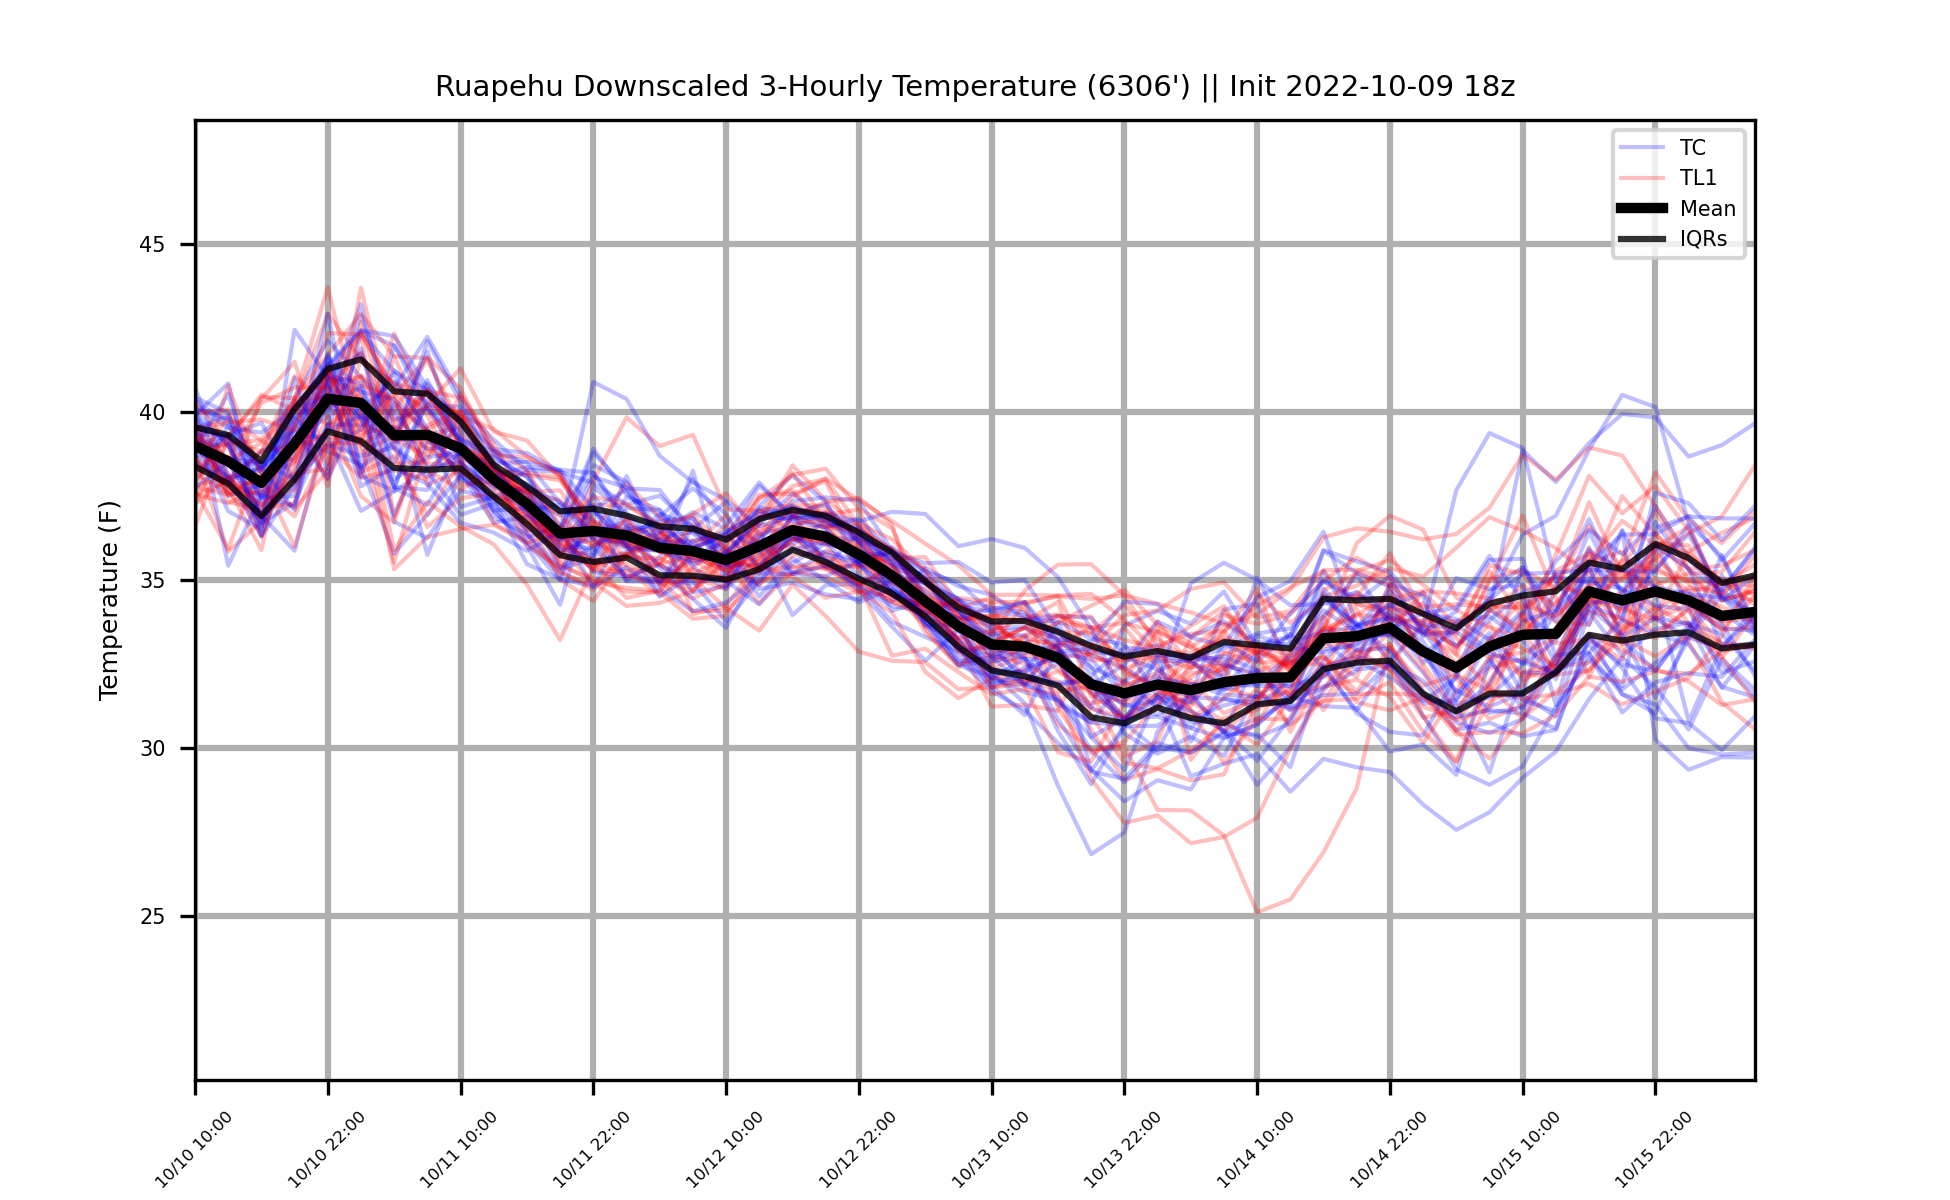 Ruapehu Downscaled 3-Hourly Temperature (6306') || Init 2022-10-09 18z
TC
TL1
Mean
IQRs
Temperature (F)
45
40
35
30
25
10/10 10:00
10/10 22:00
10/11 10:00
10/11 22:00
10/12 10:00
10/12 22:00
10/13 10:00
10/13 22:00
10/14 10:00
10/14 22:00
10/15 10:00
10/15 22:00